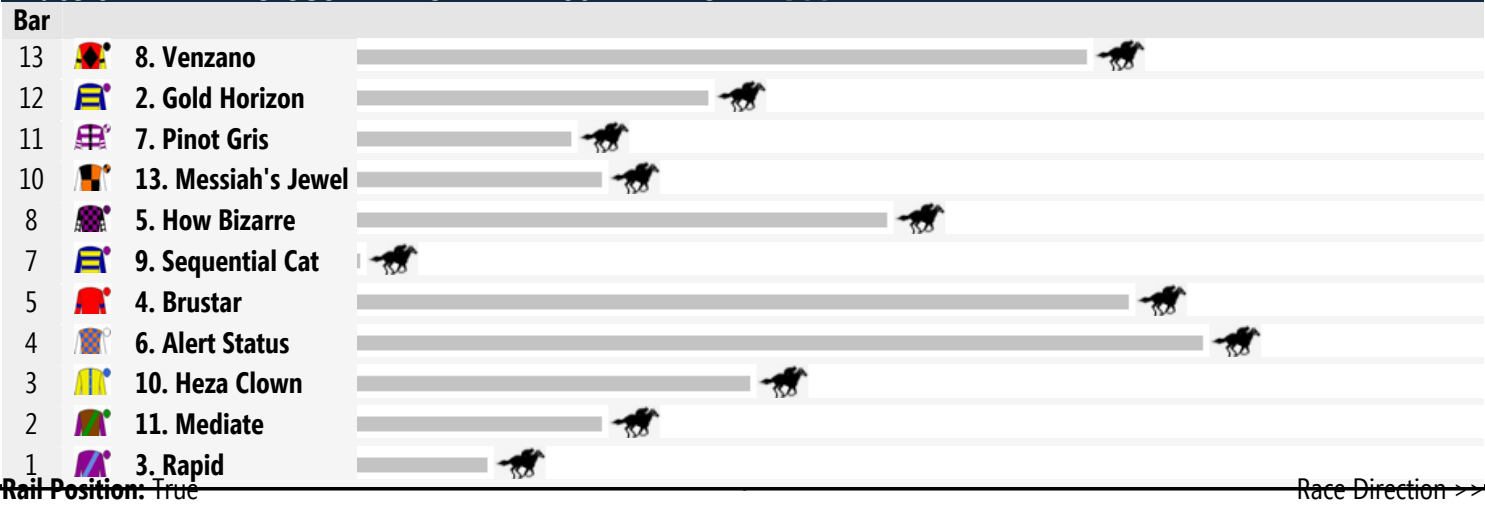 Bar
13 8. Venzano
12 2. Gold Horizon
11 7. Pinot Gris
10 13. Messiah's Jewel
8 5. How Bizarre
7 9. Sequential Cat
5 4. Brustar
4 6. Alert Status
3 10. Heza Clown
2 11. Mediate
1 3. Rapid
Rail Position: True Race Direction >>